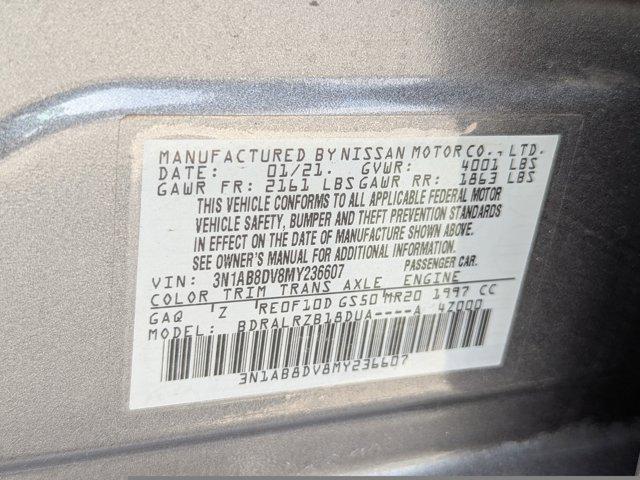 MANUFACTURED BY NISSAN MOTOR CO., LTD.
DATE: 01/21. GVWR: 4001 LBS
GAWR FR: 2161 LBS GAWR RR: 1863 LBS
THIS VEHICLE CONFORMS TO ALL APPLICABLE FEDERAL MOTOR
VEHICLE SAFETY, BUMPER AND THEFT PREVENTION STANDARDS
IN EFFECT ON THE DATE OF MANUFACTURE SHOWN ABOVE.
SEE OWNER'S MANUAL FOR ADDITIONAL INFORMATION.
VIN: 3N1AB8DV8MY236607 PASSENGER CAR.
COLOR TRIM TRANS AXLE ENGINE
GAQ Z RE0F10D GS50 MR20 1997 CC
MODEL: BDRALRZB18DUA----A 4Z000
3N1AB8DV8MY236607